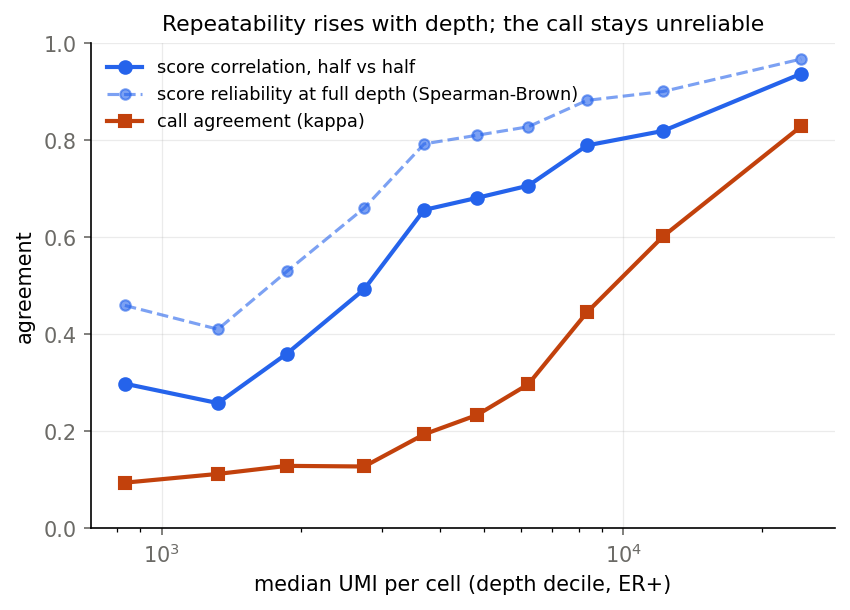 Repeatability rises with depth; the call stays unreliable
score correlation, half vs half
score reliability at full depth (Spearman-Brown)
call agreement (kappa)
1.0
0.8
0.6
0.4
0.2
0.0
agreement
10³ 10⁴
median UMI per cell (depth decile, ER+)